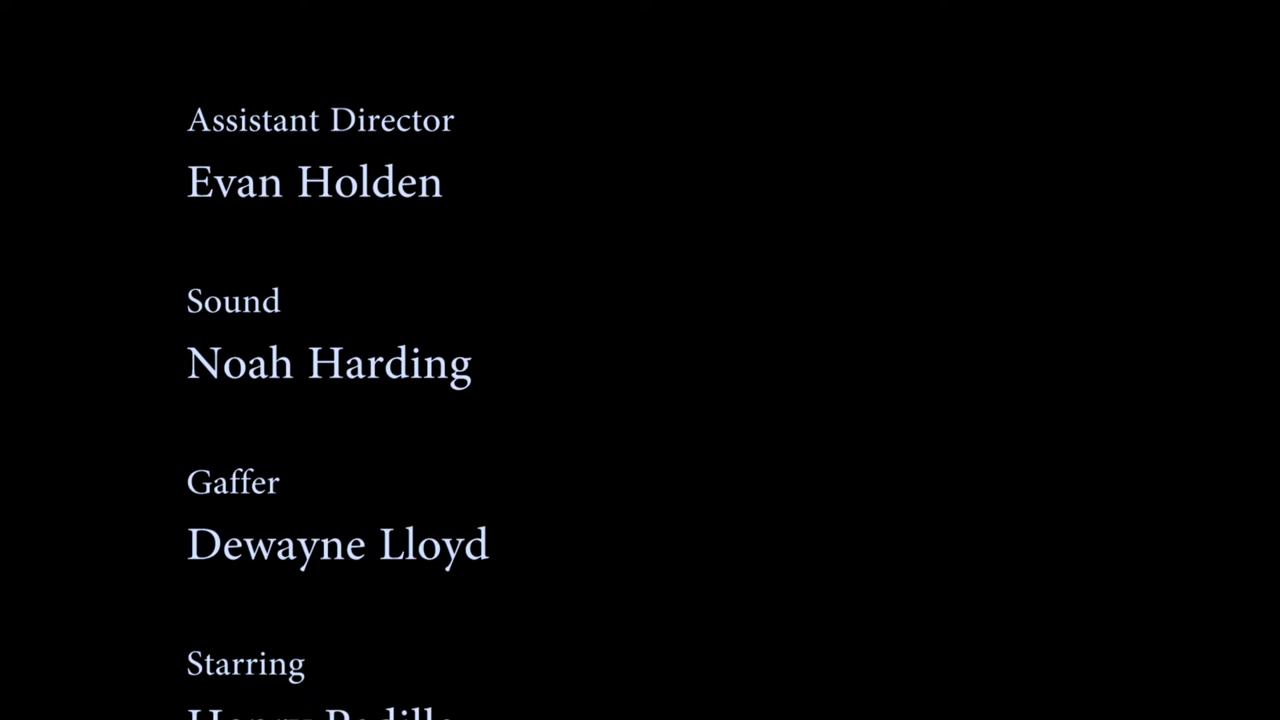 Assistant Director
Evan Holden
Sound
Noah Harding
Gaffer
Dewayne Lloyd
Starring